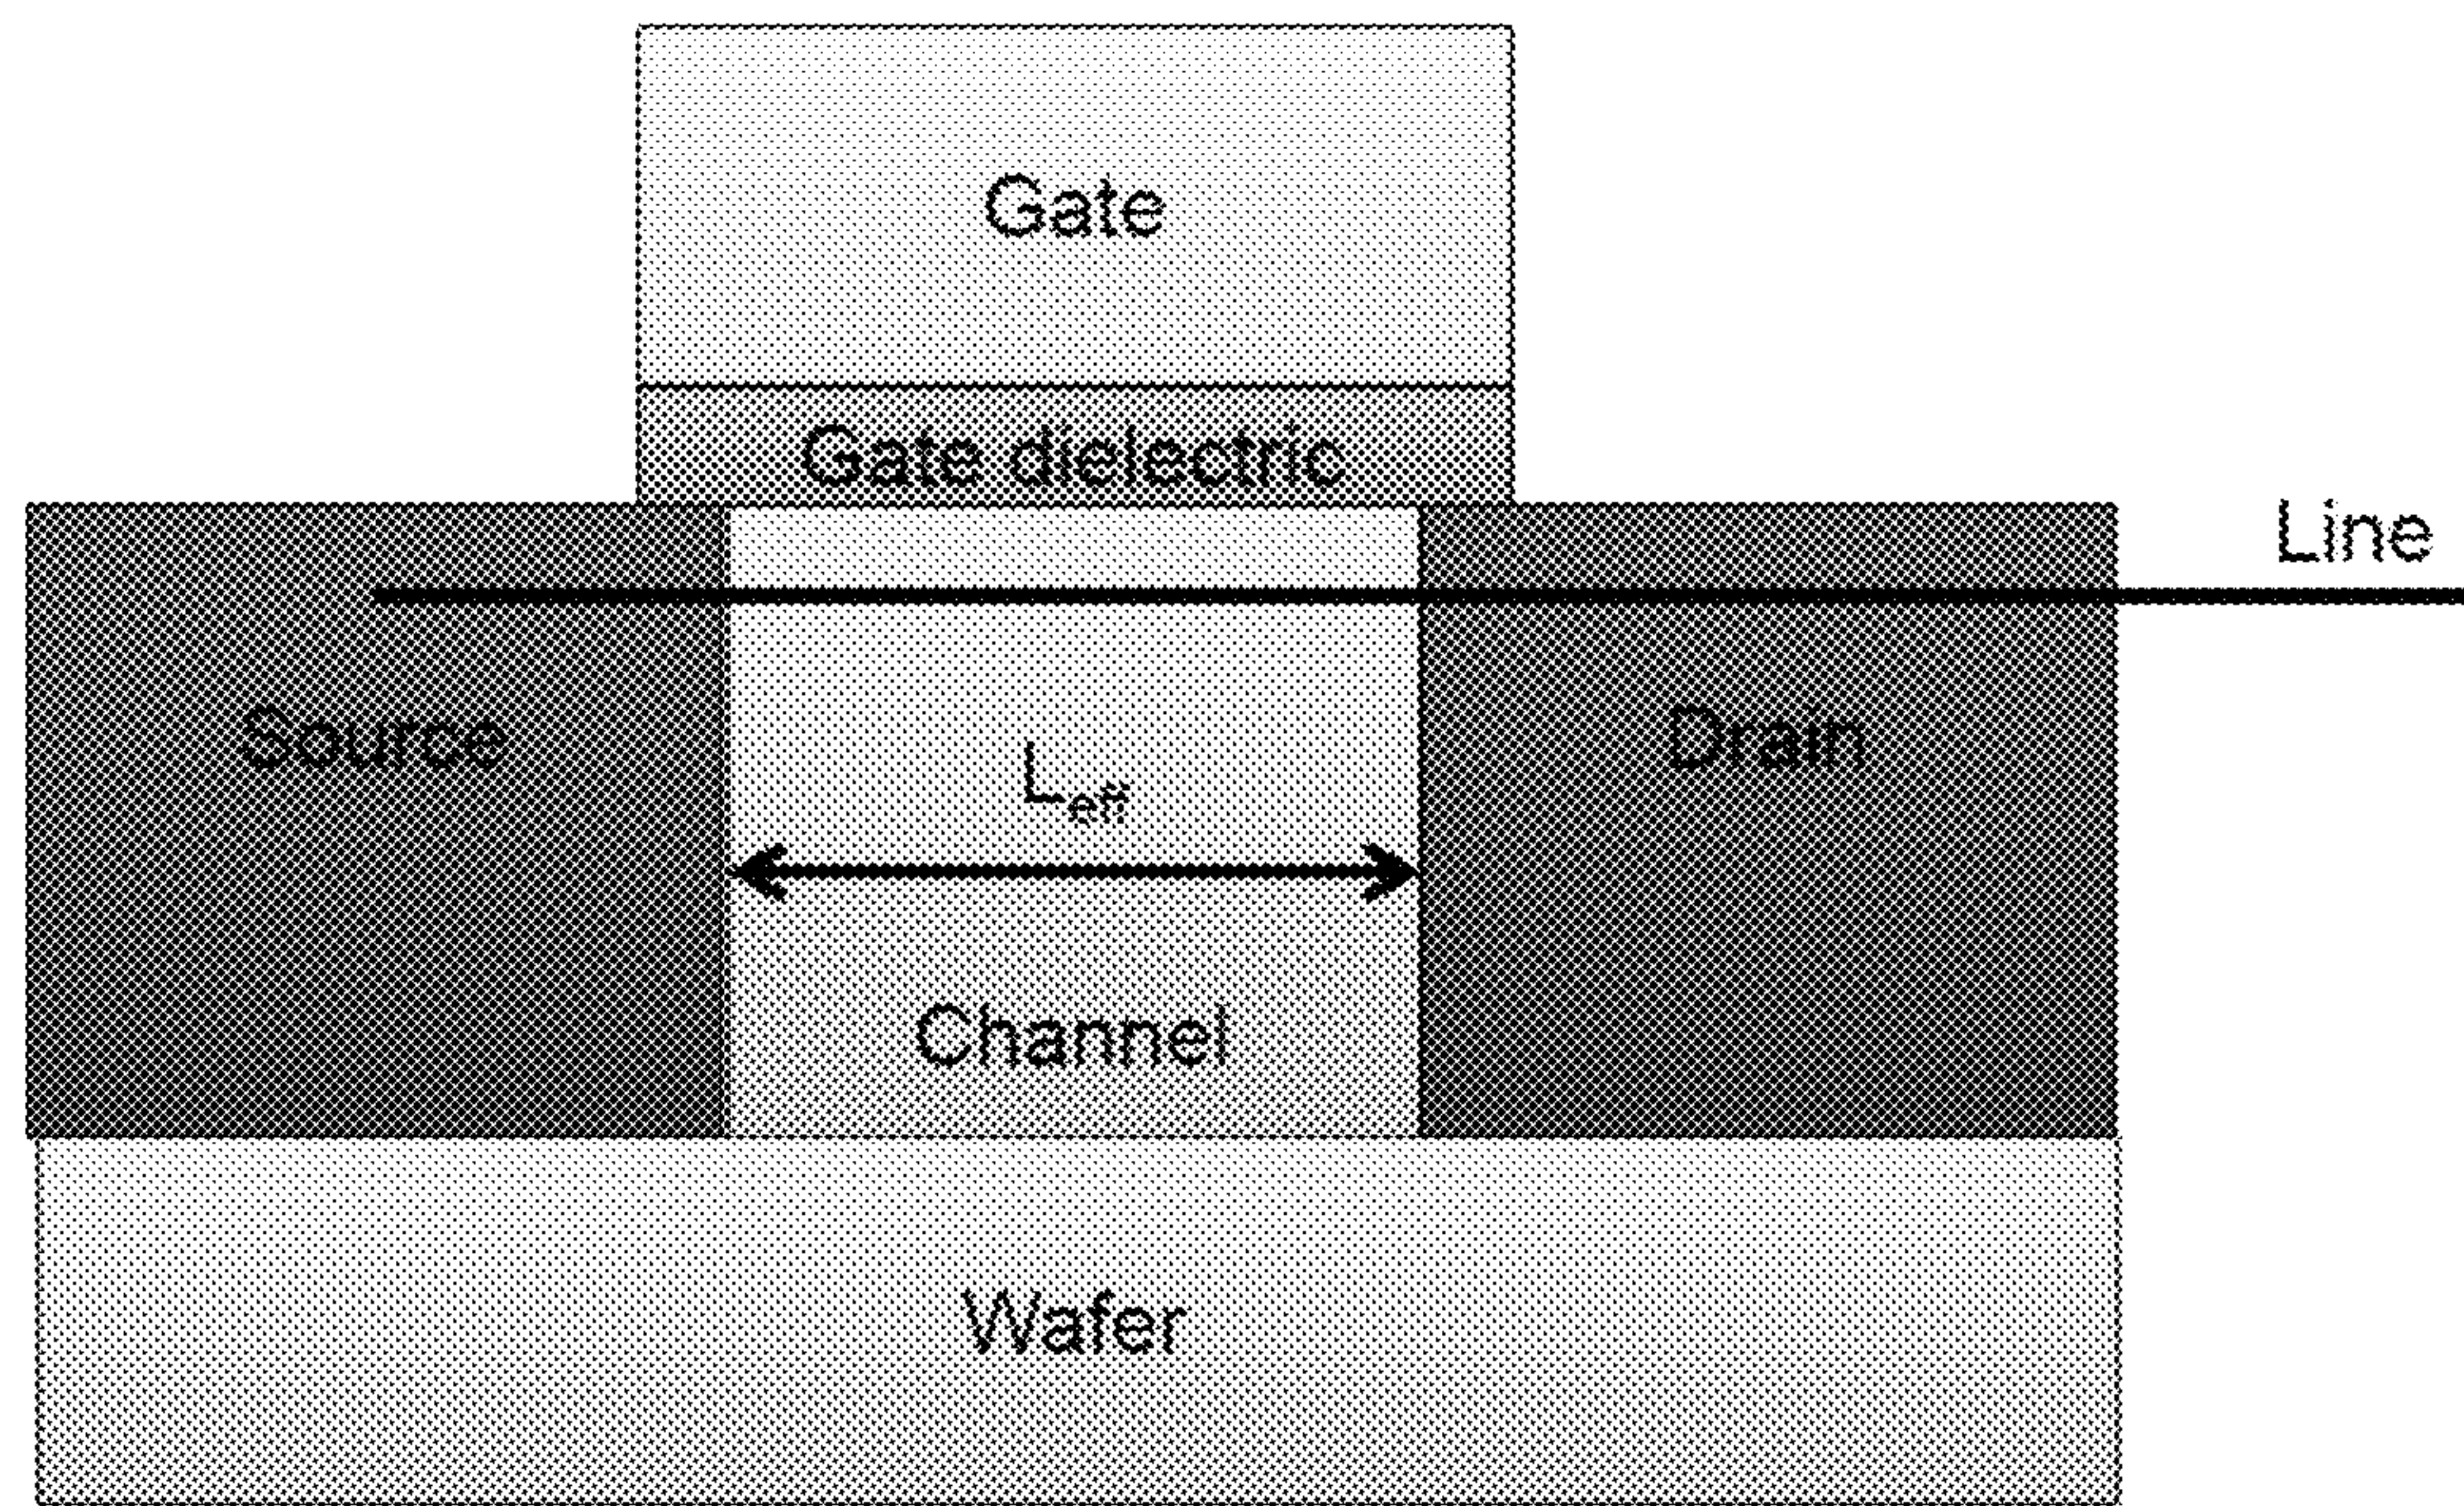 Gate
Gate dielectric
Line
Source
Drain
Leff
Channel
Wafer